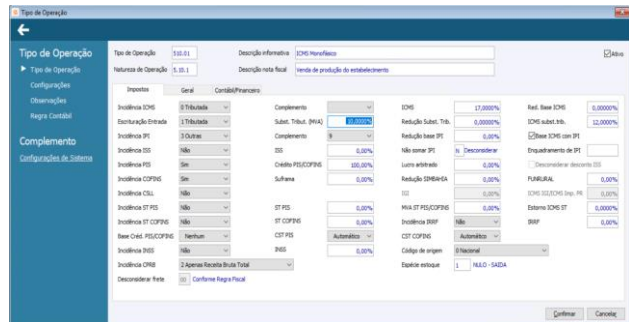 Tipo de Operação
Tipo de Operação
Tipo de Operação
Configurações
Observações
Regra Contábil
Complemento
Configurações de Sistema
Tipo de Operação 510.01 Descrição informativa ICMS Monofásico Ativo
Natureza de Operação 5.10.1 Descrição nota fiscal Venda de produção do estabelecimento
Impostos Geral Contábil/Financeiro
Incidência ICMS 0 Tributada Complemento ICMS 17,0000% Red. Base ICMS 0,00000%
Escrituração Entrada 1 Tributada Subst. Tribut. (MVA) 10,0000% Redução Subst. Trib. 0,00000% ICMS subst.trib. 12,0000%
Incidência IPI 3 Outras Complemento 9 Redução base IPI 0,00% Base ICMS com IPI
Incidência ISS Não ISS 0,00% Não somar IPI N Desconsiderar Enquadramento de IPI
Incidência PIS Sim Crédito PIS/COFINS 100,00% Lucro arbitrado 0,00% Desconsiderar desconto ISS
Incidência COFINS Sim Suframa 0,00% Redução SIMBAHIA 0,00% FUNRURAL 0,00%
Incidência CSLL Não 0,00% 0,00%
Incidência ST PIS Não ST PIS 0,00% MVA ST PIS/COFINS 0,00% Estorno ICMS ST 0,0000%
Incidência ST COFINS Não ST COFINS 0,00% Incidência IRRF Não IRRF 0,00%
Base Créd. PIS/COFINS Nenhum CST PIS Automático CST COFINS Automático
Incidência INSS Não INSS 0,00% Código de origem 0 Nacional
Incidência CPRB 2 Apenas Receita Bruta Total Espécie estoque 1 NULO - SAÍDA
Desconsiderar frete Conforme Regra Fiscal
Confirmar Cancelar